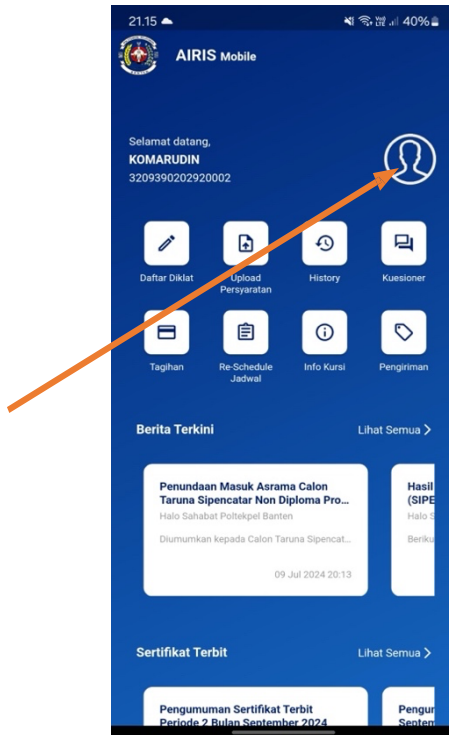 21.15 40%
AIRIS Mobile
Selamat datang,
KOMARUDIN
3209390202920002
Daftar Diklat
Upload Persyaratan
History
Kuesioner
Tagihan
Re-Schedule Jadwal
Info Kursi
Pengiriman
Berita Terkini
Lihat Semua
Penundaan Masuk Asrama Calon
Taruna Sipencatar Non Diploma Pro...
Halo Sahabat Poltekpel Banten
Diumumkan kepada Calon Taruna Sipencat...
09 Jul 2024 20:13
Hasil
(SIPE
Halo S
Beriku
Sertifikat Terbit
Lihat Semua
Pengumuman Sertifikat Terbit
Periode 2 Bulan September 2024
Pengur
Septem